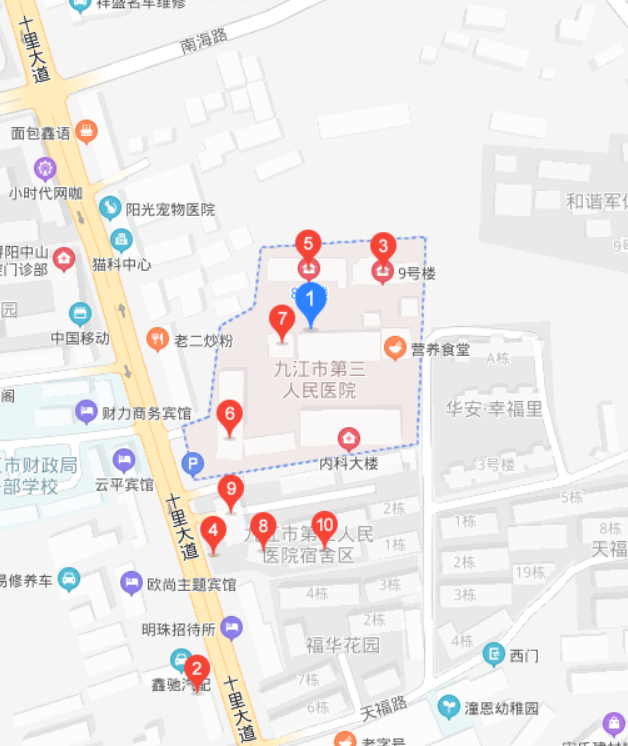 祥盛名车维修
十里大道
南海路
面包鑫语
小时代网咖
阳光宠物医院
猫科中心
浔阳中山
门诊部
和谐军
5
3
9号楼
1
7
中国移动
老二炒粉
营养食堂
A栋
九江市第三
人民医院
阁
财力商务宾馆
6
华安·幸福里
内科大楼
3号楼
P
市财政局
部学校
云平宾馆
9
5栋
十里大道
2栋
4
8
10
1栋
8栋
九江市第三人民
医院宿舍区
1栋
天福
2栋
19栋
易修养车
欧尚主题宾馆
4栋
3栋
3栋
明珠招待所
2栋
福华花园
4栋
西门
2
鑫驰汽配
7栋
十里大道
6栋
天福路
潼恩幼稚园
老字号